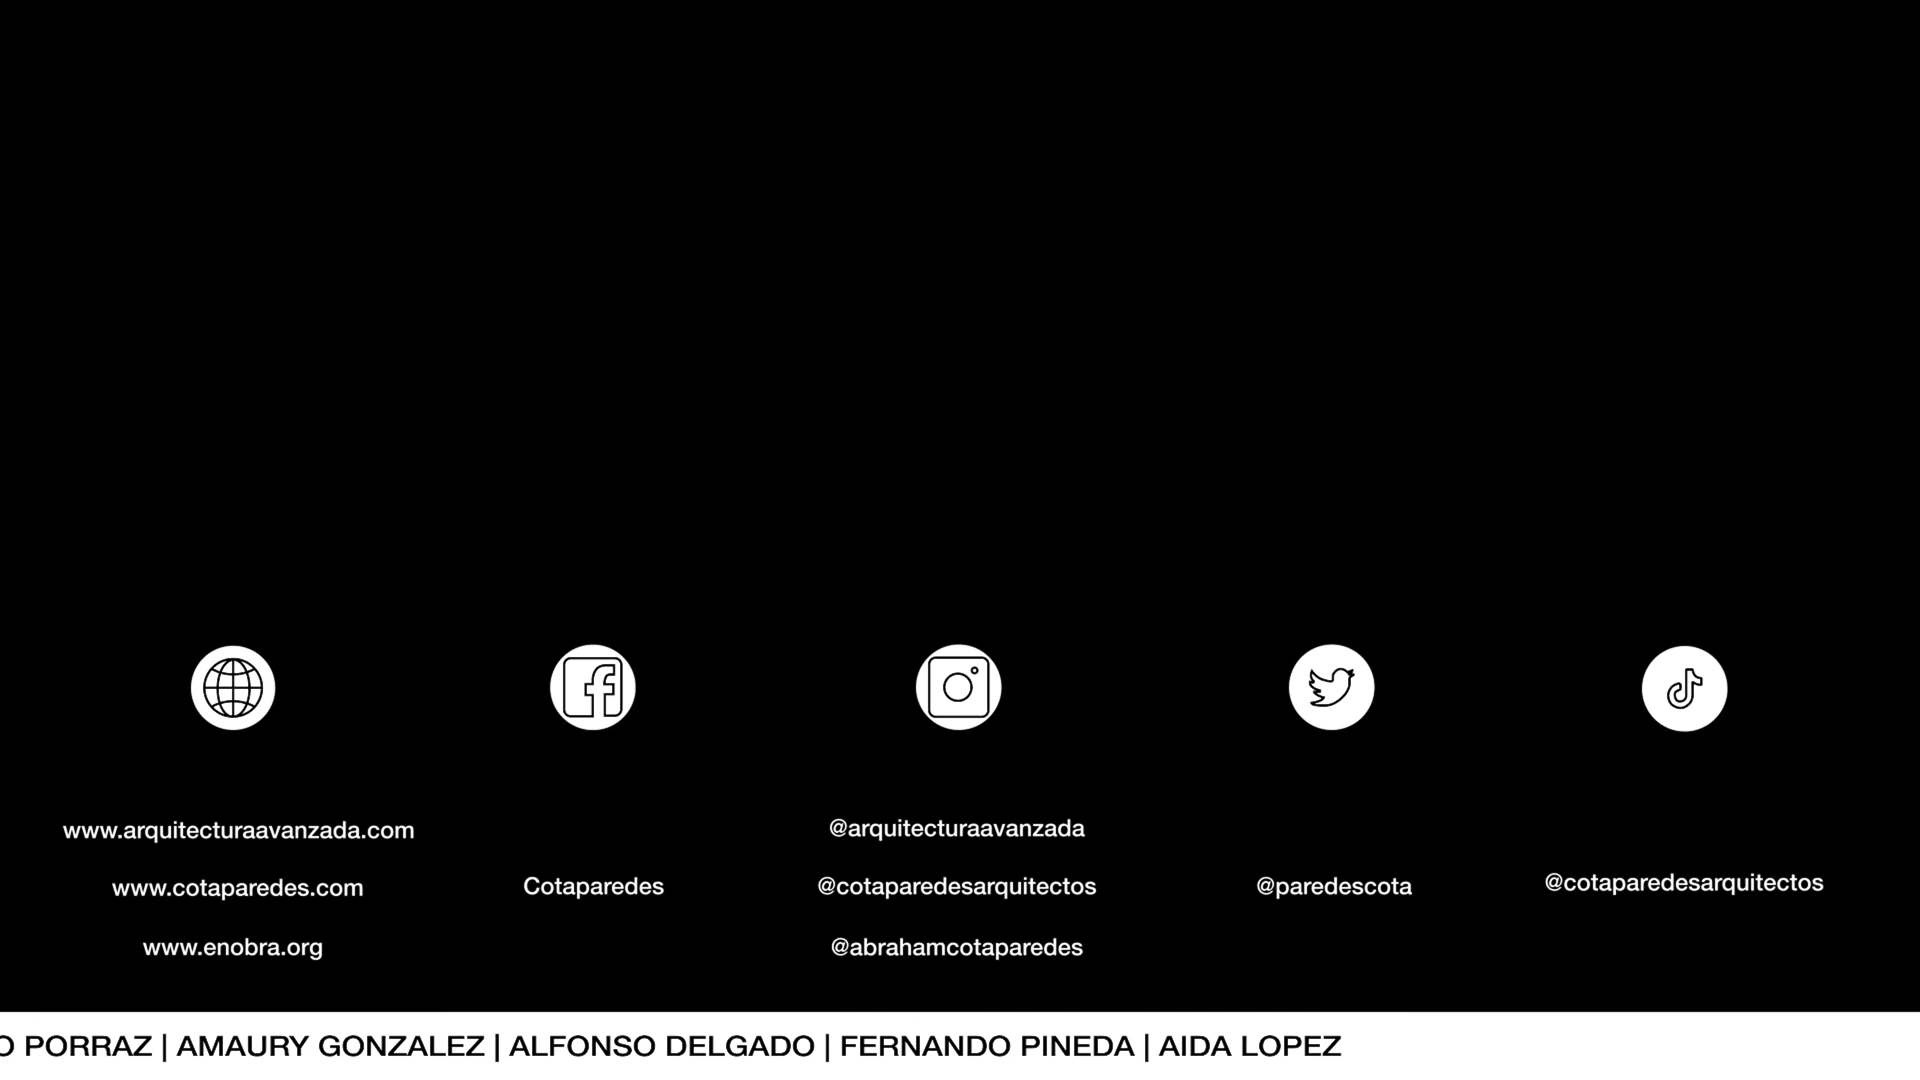 www.arquitecturaavanzada.com
www.cotaparedes.com
www.enobra.org
Cotaparedes
@arquitecturaavanzada
@cotaparedesarquitectos
@abrahamcotaparedes
@paredescota
@cotaparedesarquitectos
O PORRAZ | AMAURY GONZALEZ | ALFONSO DELGADO | FERNANDO PINEDA | AIDA LOPEZ